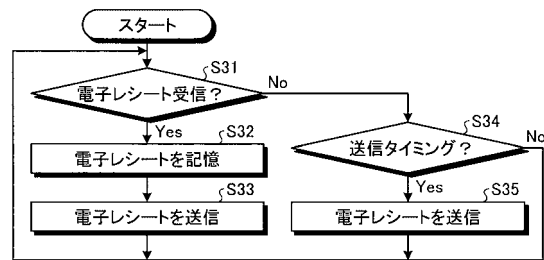 スタート
S31
電子レシート受信？
No
Yes
S32
電子レシートを記憶
S33
電子レシートを送信
S34
送信タイミング？
No
Yes
S35
電子レシートを送信